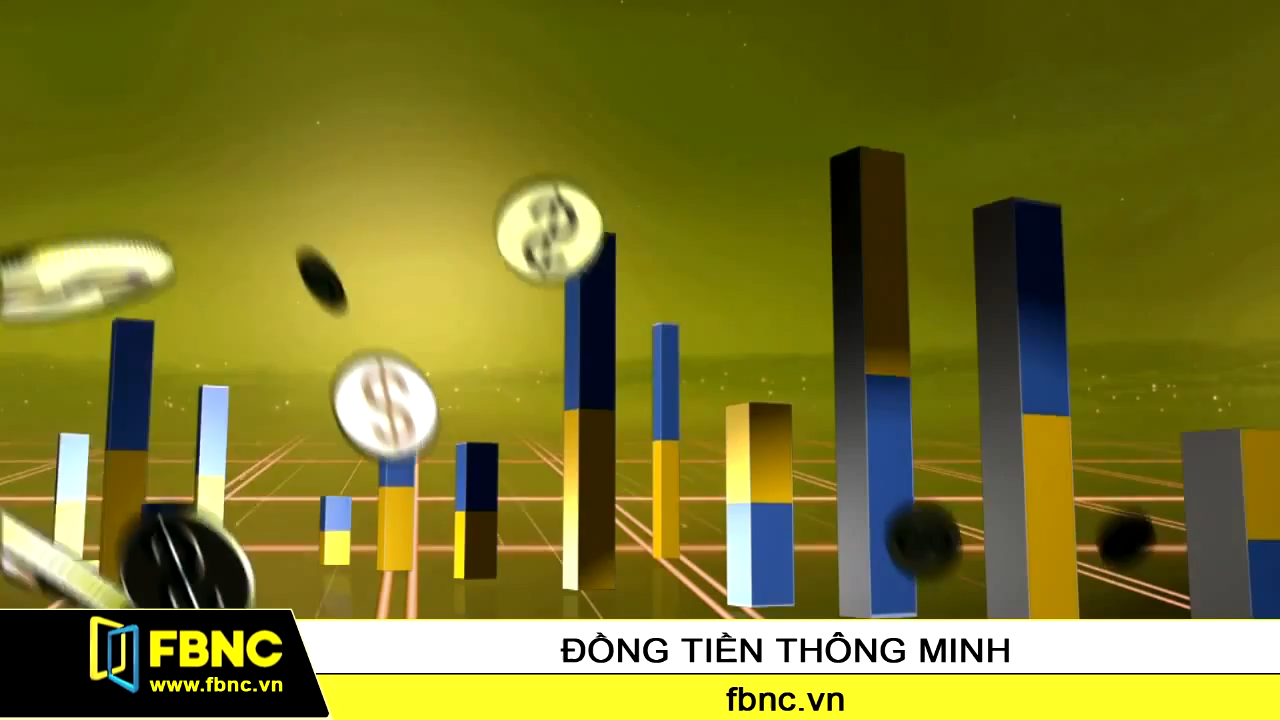 $
$
$
FBNC
www.fbnc.vn
ĐỒNG TIỀN THÔNG MINH
fbnc.vn